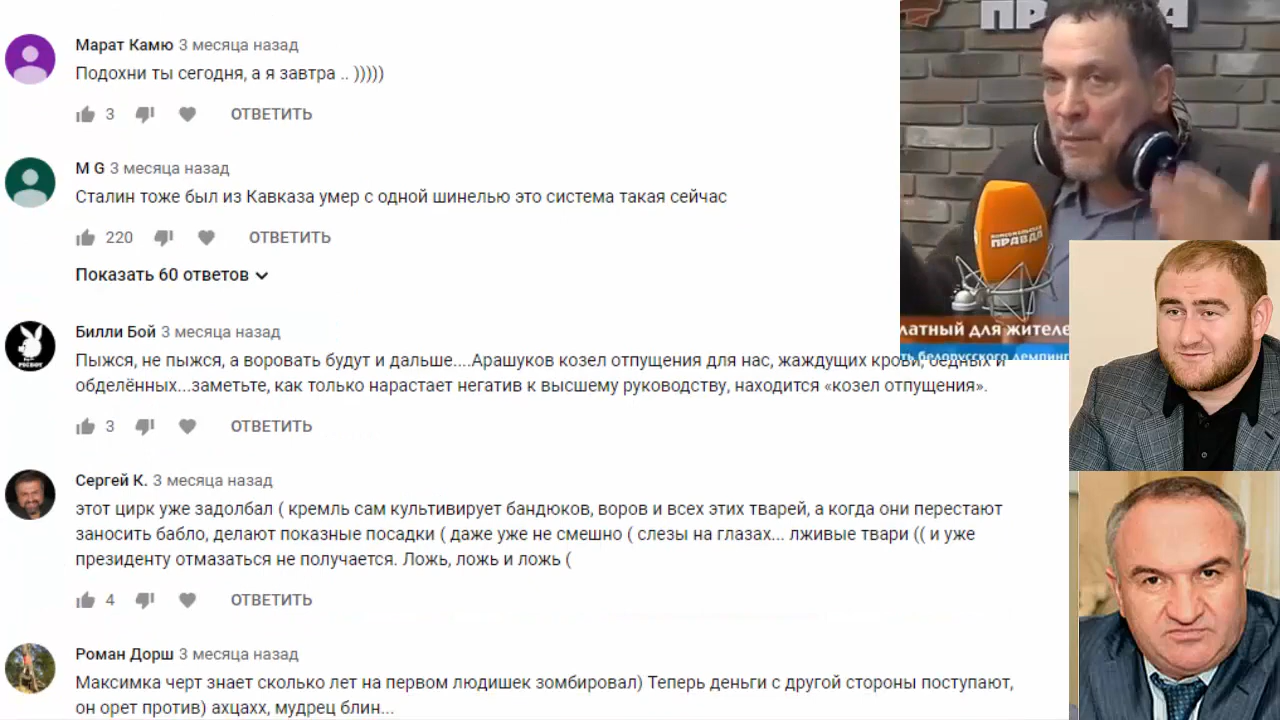 Марат Камю 3 месяца назад
Подохни ты сегодня, а я завтра .. )))))
3 ОТВЕТИТЬ
M G 3 месяца назад
Сталин тоже был из Кавказа умер с одной шинелью это система такая сейчас
220 ОТВЕТИТЬ
Показать 60 ответов
Билли Бой 3 месяца назад
Пыжся, не пыжся, а воровать будут и дальше....Арашуков козел отпущения для нас, жаждущих крови, бедных и
обделённых...заметьте, как только нарастает негатив к высшему руководству, находится «козел отпущения».
3 ОТВЕТИТЬ
Сергей К. 3 месяца назад
этот цирк уже задолбал ( кремль сам культивирует бандюков, воров и всех этих тварей, а когда они перестают
заносить бабло, делают показные посадки ( даже уже не смешно ( слезы на глазах... лживые твари (( и уже
президенту отмазаться не получается. Ложь, ложь и ложь (
4 ОТВЕТИТЬ
Роман Дорш 3 месяца назад
Максимка черт знает сколько лет на первом людишек зомбировал) Теперь деньги с другой стороны поступают,
он орет против) ахцахх, мудрец блин...
КОМСОМОЛЬСКАЯ
ПРАВДА
латный для жителе
ть белорусского демпинг